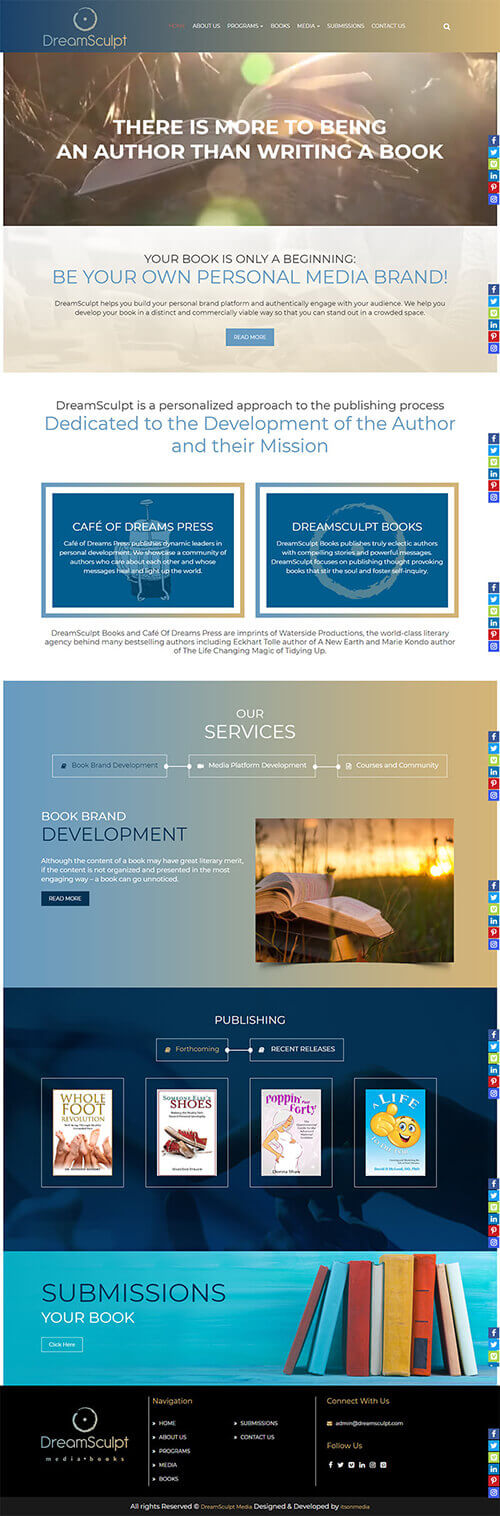 DreamSculpt
HOME ABOUT US PROGRAMS BOOKS MEDIA SUBMISSIONS CONTACT US
THERE IS MORE TO BEING
AN AUTHOR THAN WRITING A BOOK
YOUR BOOK IS ONLY A BEGINNING:
BE YOUR OWN PERSONAL MEDIA BRAND!
DreamSculpt helps you build your personal brand platform and authentically engage with your audience. We help you
develop your book in a distinct and commercially viable way so that you can stand out in a crowded space.
READ MORE
DreamSculpt is a personalized approach to the publishing process
Dedicated to the Development of the Author
and their Mission
CAFÉ OF DREAMS PRESS
Café of Dreams Press publishes dynamic leaders in
personal development. We showcase a community of
authors who care about each other and whose
messages heal and light up the world.
DREAMSCULPT BOOKS
DreamSculpt Books publishes truly eclectic authors
with compelling stories and powerful messages.
DreamSculpt focuses on publishing thought provoking
books that stir the soul and foster self-inquiry.
DreamSculpt Books and Café Of Dreams Press are imprints of Waterside Productions, the world-class literary
agency behind many bestselling authors including Eckhart Tolle author of A New Earth and Marie Kondo author
of The Life Changing Magic of Tidying Up.
OUR
SERVICES
Book Brand Development
Media Platform Development
Courses and Community
BOOK BRAND
DEVELOPMENT
Although the content of a book may have great literary merit,
if the content is not organized and presented in the most
engaging way – a book can go unnoticed.
READ MORE
PUBLISHING
Forthcoming
RECENT RELEASES
WHOLE
FOOT
REVOLUTION
SOMEONE ELSE'S
SHOES
POPPIN' Past
Forty
Donna Shaw
A LIFE
SUBMISSIONS
YOUR BOOK
Click Here
DreamSculpt
media•books
Navigation
HOME
ABOUT US
PROGRAMS
MEDIA
BOOKS
SUBMISSIONS
CONTACT US
Connect With Us
admin@dreamsculpt.com
Follow Us
All rights Reserved © DreamSculpt Media Designed & Developed by itsonmedia